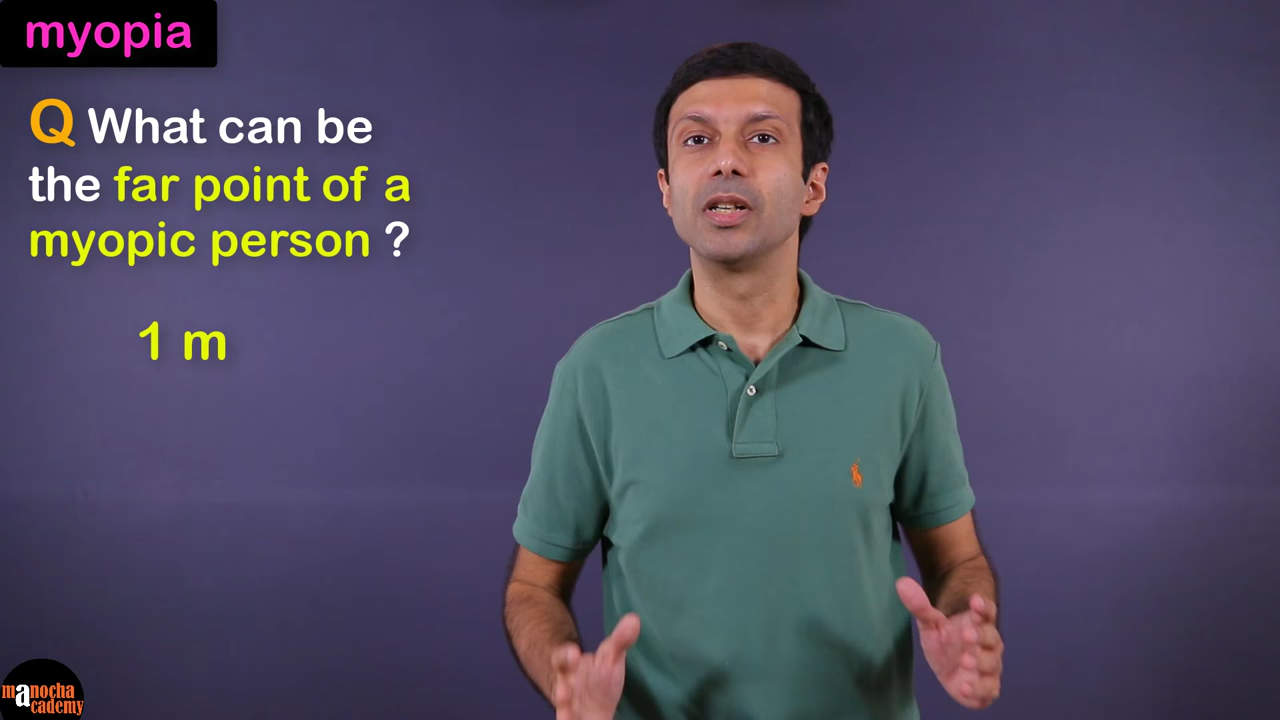 myopia
Q What can be
the far point of a
myopic person ?
1 m
manocha
academy